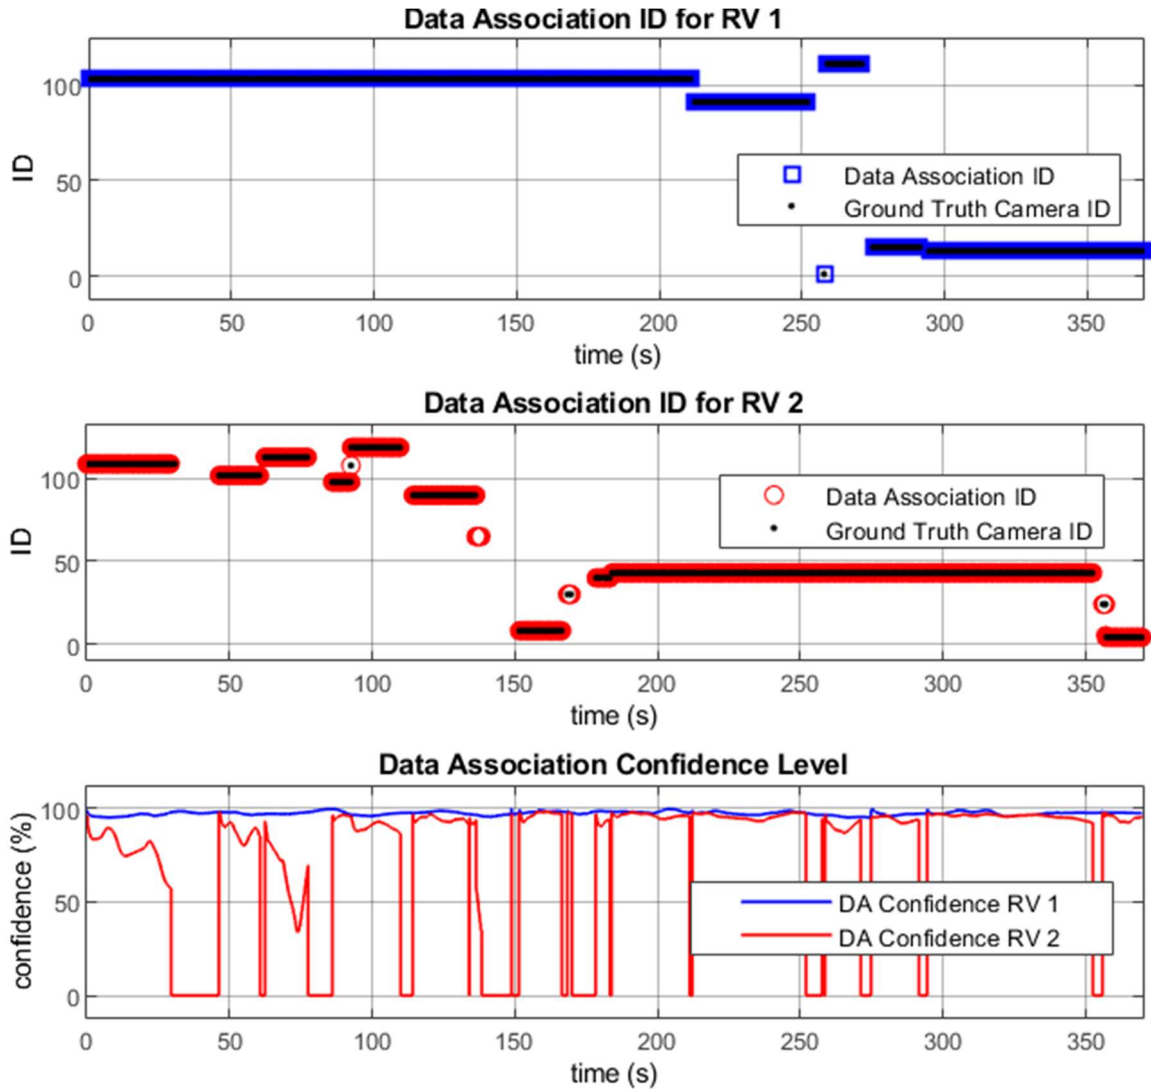 Data Association ID for RV 1
ID
100
50
0
Data Association ID
Ground Truth Camera ID
0 50 100 150 200 250 300 350
time (s)
Data Association ID for RV 2
ID
100
50
0
Data Association ID
Ground Truth Camera ID
0 50 100 150 200 250 300 350
time (s)
Data Association Confidence Level
confidence (%)
100
50
0
DA Confidence RV 1
DA Confidence RV 2
0 50 100 150 200 250 300 350
time (s)